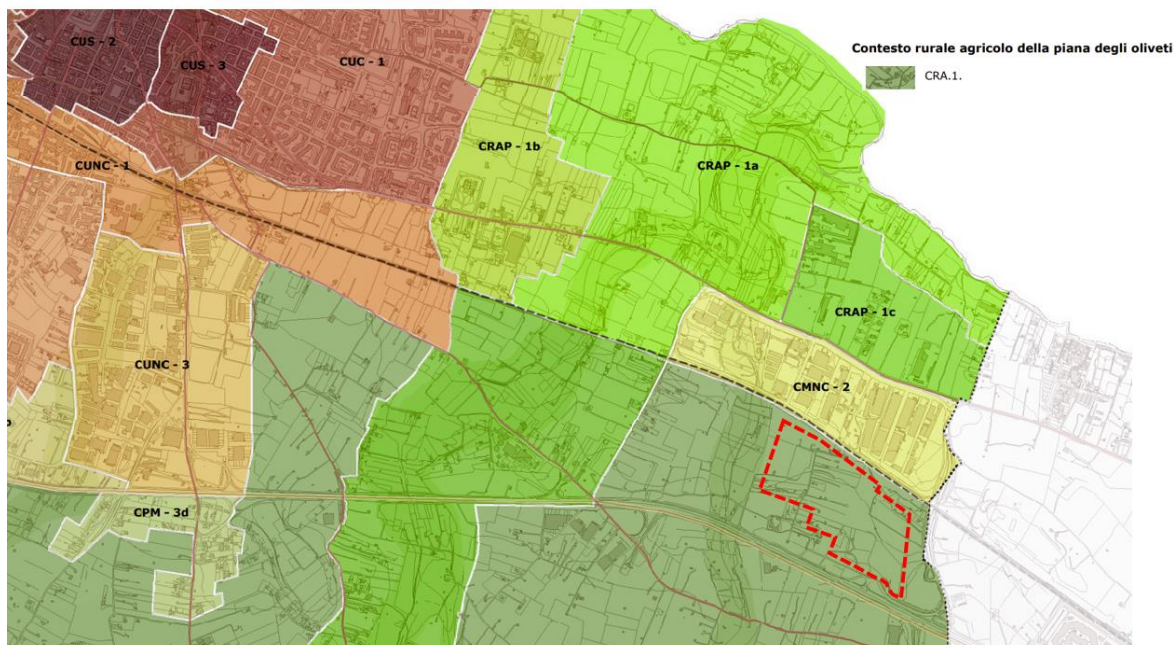 CUS - 2
CUS - 3
CUC - 1
Contesto rurale agricolo della piana degli oliveti
CRA.1.
CRAP - 1b
CUNC - 1
CRAP - 1a
CRAP - 1c
CUNC - 3
CMNC - 2
CPM - 3d